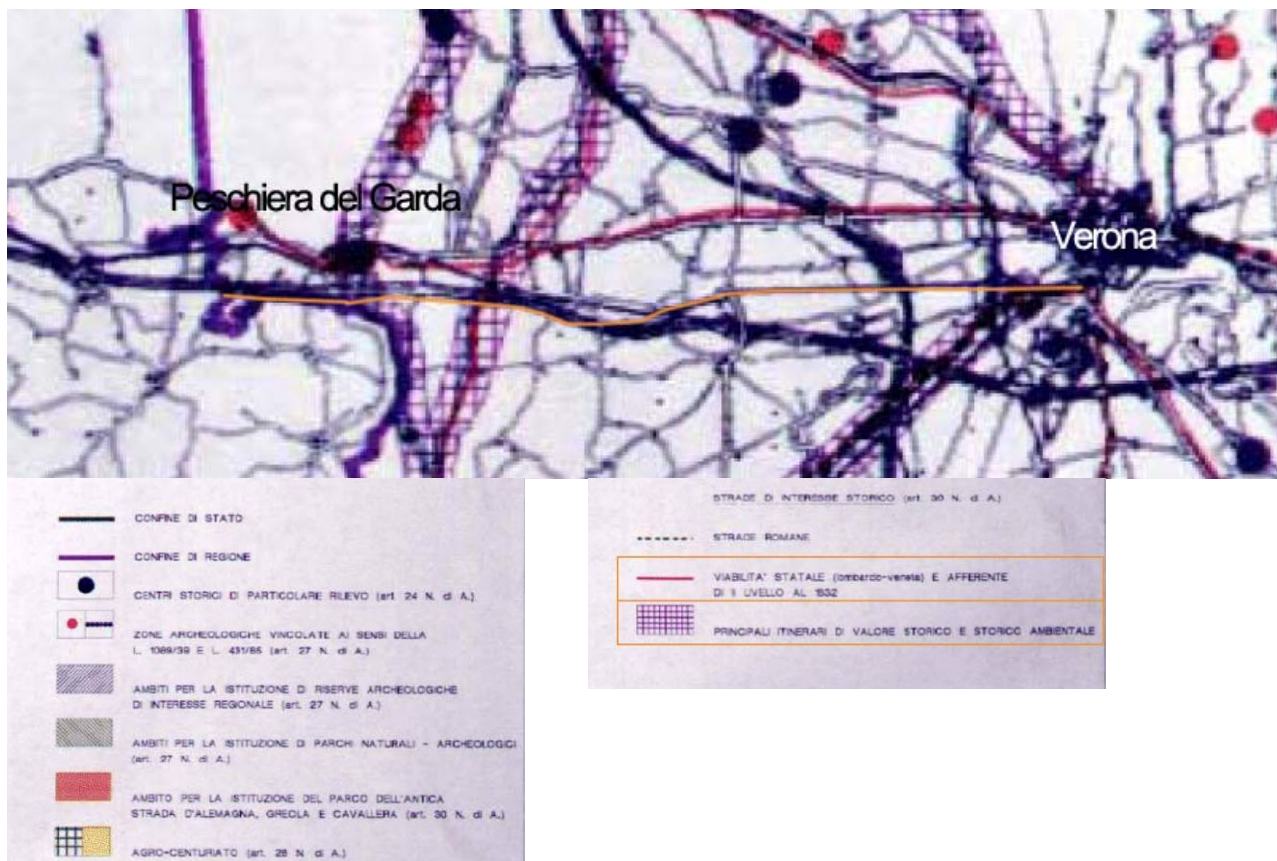 Peschiera del Garda
Verona
CONFINE DI STATO
CONFINE DI REGIONE
CENTRI STORICI DI PARTICOLARE RILIEVO (art. 24 N. di A.)
ZONE ARCHEOLOGICHE VINCOLATE AI SENSI DELLA
L. 1089/39 E L. 431/85 (art. 27 N. di A.)
AMBITI PER LA ISTITUZIONE DI RISERVE ARCHEOLOGICHE
DI INTERESSE REGIONALE (art. 27 N. di A.)
AMBITI PER LA ISTITUZIONE DI PARCHI NATURALI - ARCHEOLOGICI
(art. 27 N. di A.)
AMBITO PER LA ISTITUZIONE DEL PARCO DELL'ANTICA
STRADA D'ALEMAGNA, GREOLA E CAVALLERA (art. 30 N. di A.)
AGRO-CENTURIATO (art. 28 N. di A.)
STRADE DI INTERESSE STORICO (art. 30 N. di A.)
STRADE ROMANE
VIABILITA' STATALE (lombardo-veneta) E AFFERENTE
DI II LIVELLO AL 1832
PRINCIPALI ITINERARI DI VALORE STORICO E STORICO AMBIENTALE